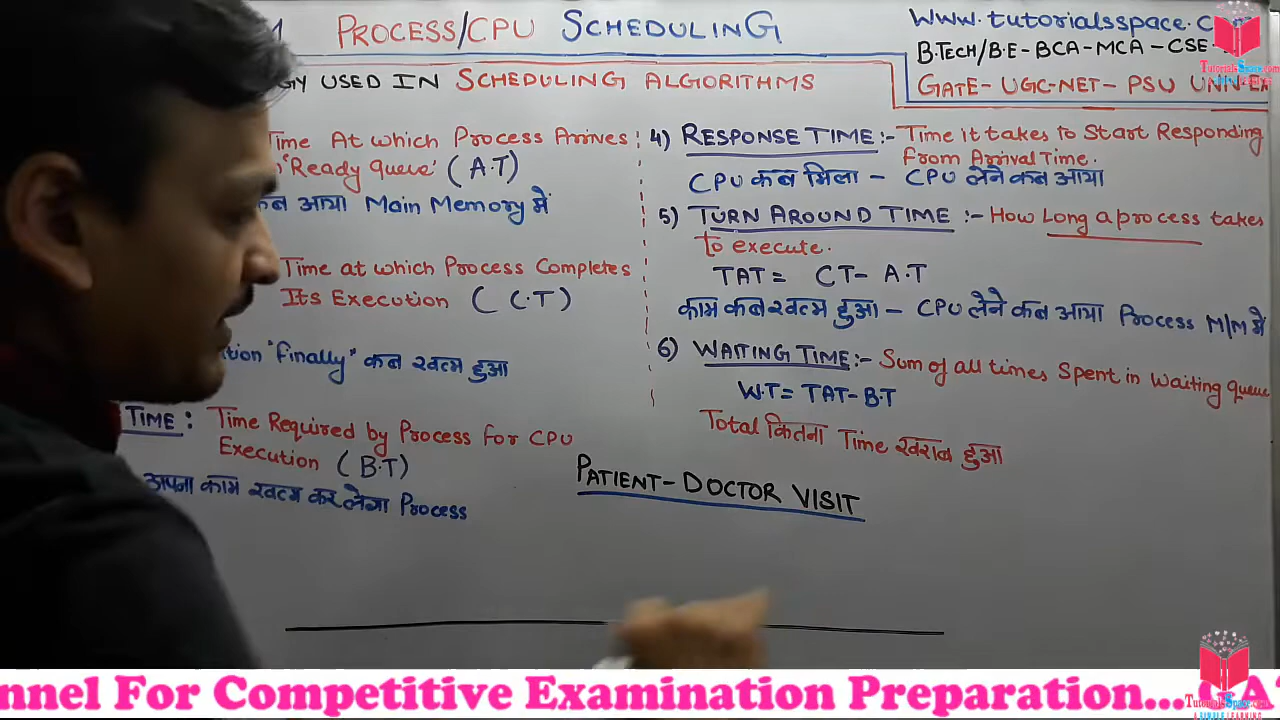 PROCESS/CPU SCHEDULING
www.tutorialsspace.c
B.TECH/B.E - BCA - MCA - CSE -
GATE - UGC-NET - PSU UNN-EX
GY USED IN SCHEDULING ALGORITHMS
Time At which Process Arrives :
'Ready Queue' (A.T)
कब आया Main Memory में
Time at which Process Completes
Its Execution ( C.T)
tion "Finally" कब खत्म हुआ
TIME : Time Required by Process for CPU
Execution (B.T)
अपना काम खत्म कर लेगा Process
4) RESPONSE TIME :- Time it takes to Start Responding
From Arrival Time.
CPU कब मिला - CPU लेने कब आया
5) TURN AROUND TIME :- How Long a process takes
to execute.
TAT = CT - A.T
काम कब खत्म हुआ - CPU लेने कब आया Process M/M में
6) WAITING TIME :- Sum of all times Spent in Waiting Queue
W.T = TAT - B.T
Total कितना Time खराब हुआ
PATIENT - DOCTOR VISIT
nnel For Competitive Examination Preparation...
TutorialsSpace.com
TutorialsSpace.com
A SIMPLE LEARNING